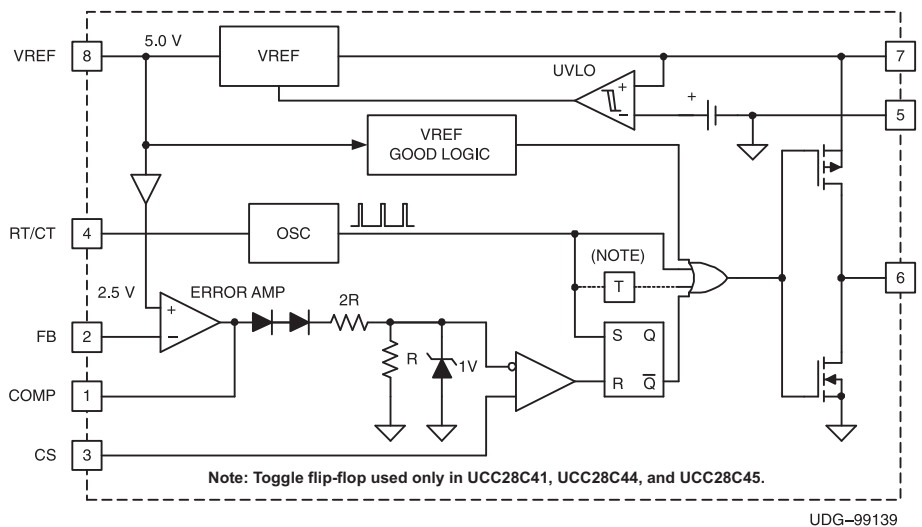 VREF
8
5.0 V
VREF
7
UVLO
+
−
+
5
VREF
GOOD LOGIC
RT/CT
4
OSC
(NOTE)
T
6
2.5 V
ERROR AMP
2R
+
−
FB
2
R
1V
S Q
R Q̅
COMP
1
CS
3
Note: Toggle flip-flop used only in UCC28C41, UCC28C44, and UCC28C45.
UDG–99139